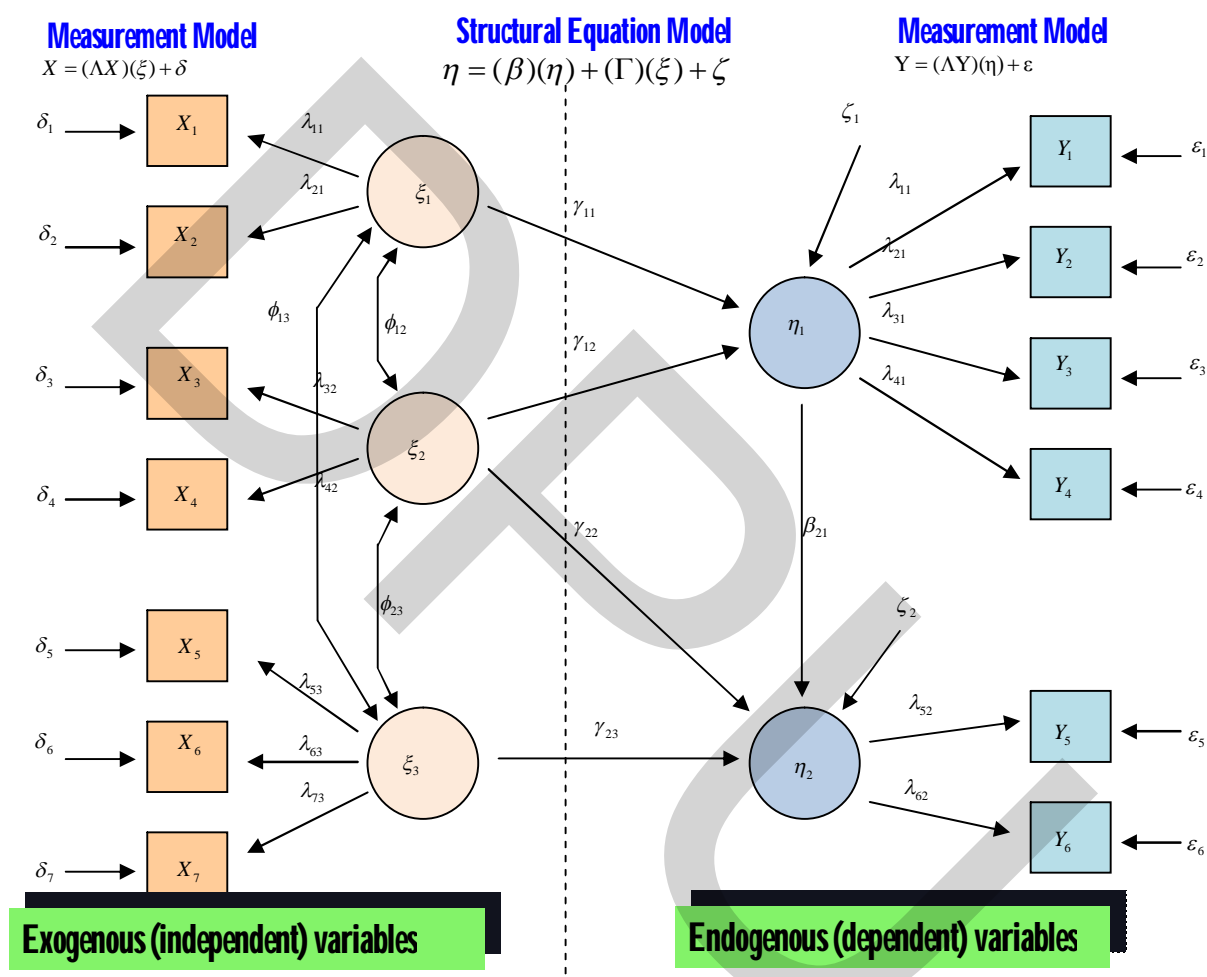 Measurement Model
X = (ΛX)(ξ) + δ
Structural Equation Model
η = (β)(η) + (Γ)(ξ) + ζ
Measurement Model
Y = (ΛY)(η) + ε
δ₁
X₁
λ₁₁
λ₂₁
δ₂
X₂
ξ₁
ϕ₁₃
ϕ₁₂
δ₃
X₃
λ₃₂
ξ₂
δ₄
X₄
λ₄₂
ϕ₂₃
δ₅
X₅
λ₅₃
δ₆
X₆
λ₆₃
ξ₃
λ₇₃
δ₇
X₇
γ₁₁
γ₁₂
γ₂₂
γ₂₃
ζ₁
η₁
β₂₁
ζ₂
η₂
λ₁₁
Y₁
ε₁
λ₂₁
Y₂
ε₂
λ₃₁
Y₃
ε₃
λ₄₁
Y₄
ε₄
λ₅₂
Y₅
ε₅
λ₆₂
Y₆
ε₆
Exogenous (independent) variables
Endogenous (dependent) variables
DPU